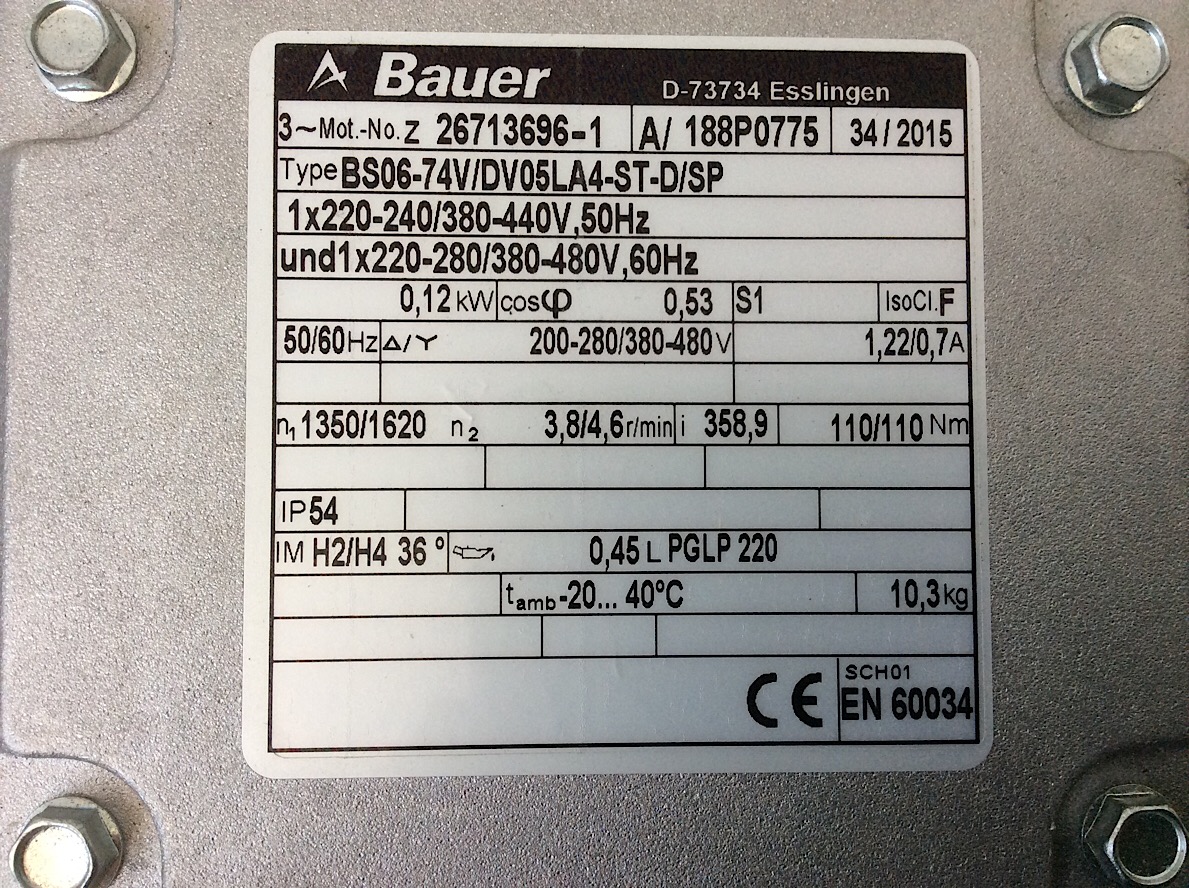 Bauer D-73734 Esslingen
3~Mot.-No. Z 26713696-1 A/ 188P0775 34/2015
Type BS06-74V/DV05LA4-ST-D/SP
1x220-240/380-440V,50Hz
und1x220-280/380-480V,60Hz
0,12 kW cosφ 0,53 S1 IsoCl.F
50/60Hz Δ/Y 200-280/380-480V 1,22/0,7A
n1 1350/1620 n2 3,8/4,6r/min i 358,9 110/110 Nm
IP54
IM H2/H4 36° 0,45 L PGLP 220
tamb-20... 40°C 10,3kg
CE SCH01
EN 60034